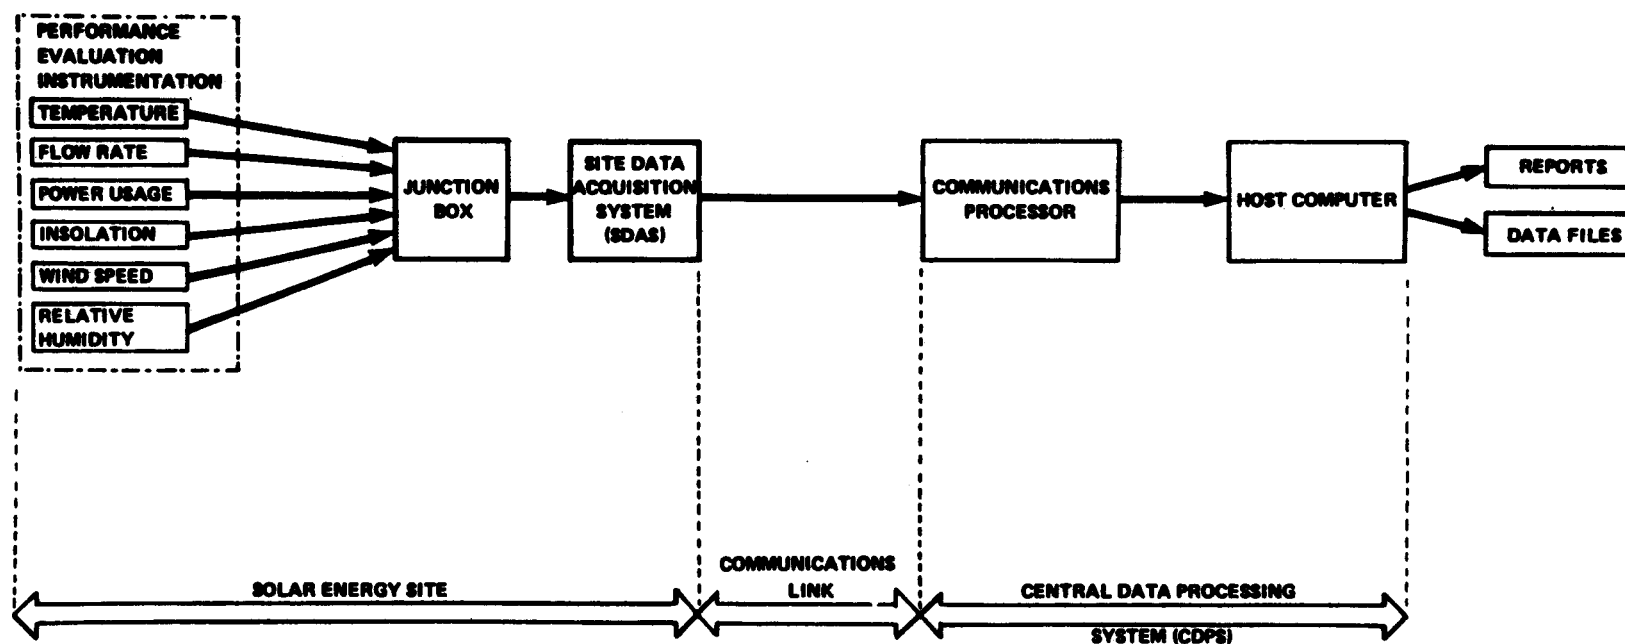 PERFORMANCE
EVALUATION
INSTRUMENTATION
TEMPERATURE
FLOW RATE
POWER USAGE
INSOLATION
WIND SPEED
RELATIVE
HUMIDITY
JUNCTION
BOX
SITE DATA
ACQUISITION
SYSTEM
(SDAS)
COMMUNICATIONS
PROCESSOR
HOST COMPUTER
REPORTS
DATA FILES
SOLAR ENERGY SITE
COMMUNICATIONS
LINK
CENTRAL DATA PROCESSING
SYSTEM (CDPS)